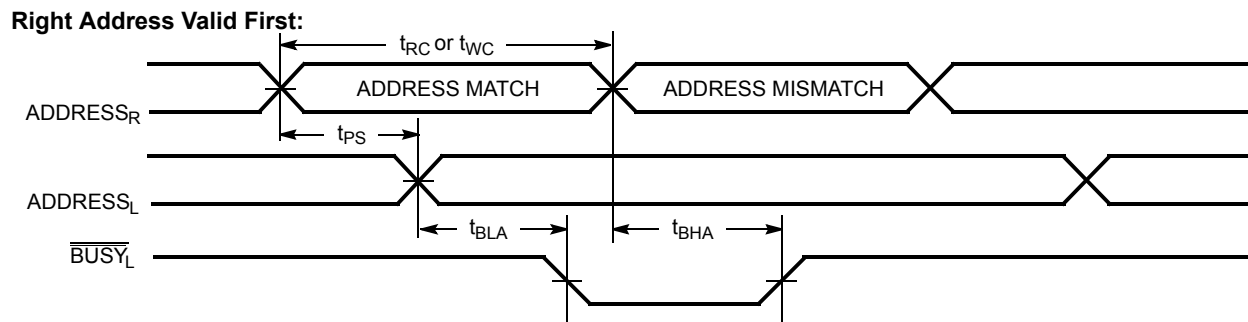 Right Address Valid First:
tRC or tWC
ADDRESSR
ADDRESS MATCH
ADDRESS MISMATCH
tPS
ADDRESSL
tBLA
tBHA
BUSYL